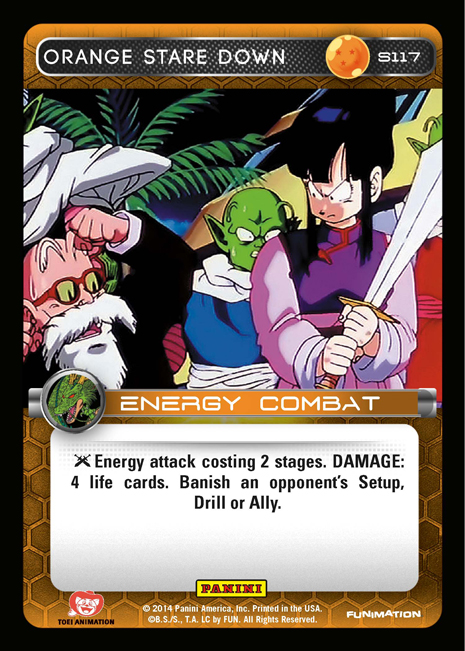 ORANGE STARE DOWN S117
ENERGY COMBAT
Energy attack costing 2 stages. DAMAGE:
4 life cards. Banish an opponent's Setup,
Drill or Ally.
PANINI
© 2014 Panini America, Inc. Printed in the USA.
TOEI ANIMATION ©B.S./S., T.A. LC by FUN. All Rights Reserved. FUNIMATION